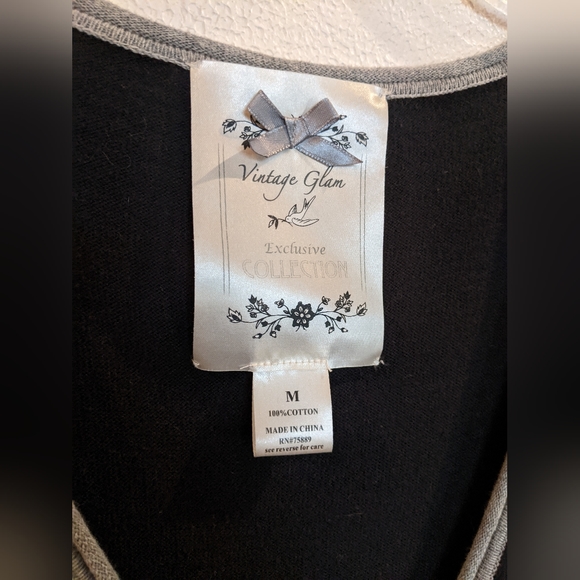 Vintage Glam
Exclusive
COLLECTION
M
100%COTTON
MADE IN CHINA
RN#75889
see reverse for care